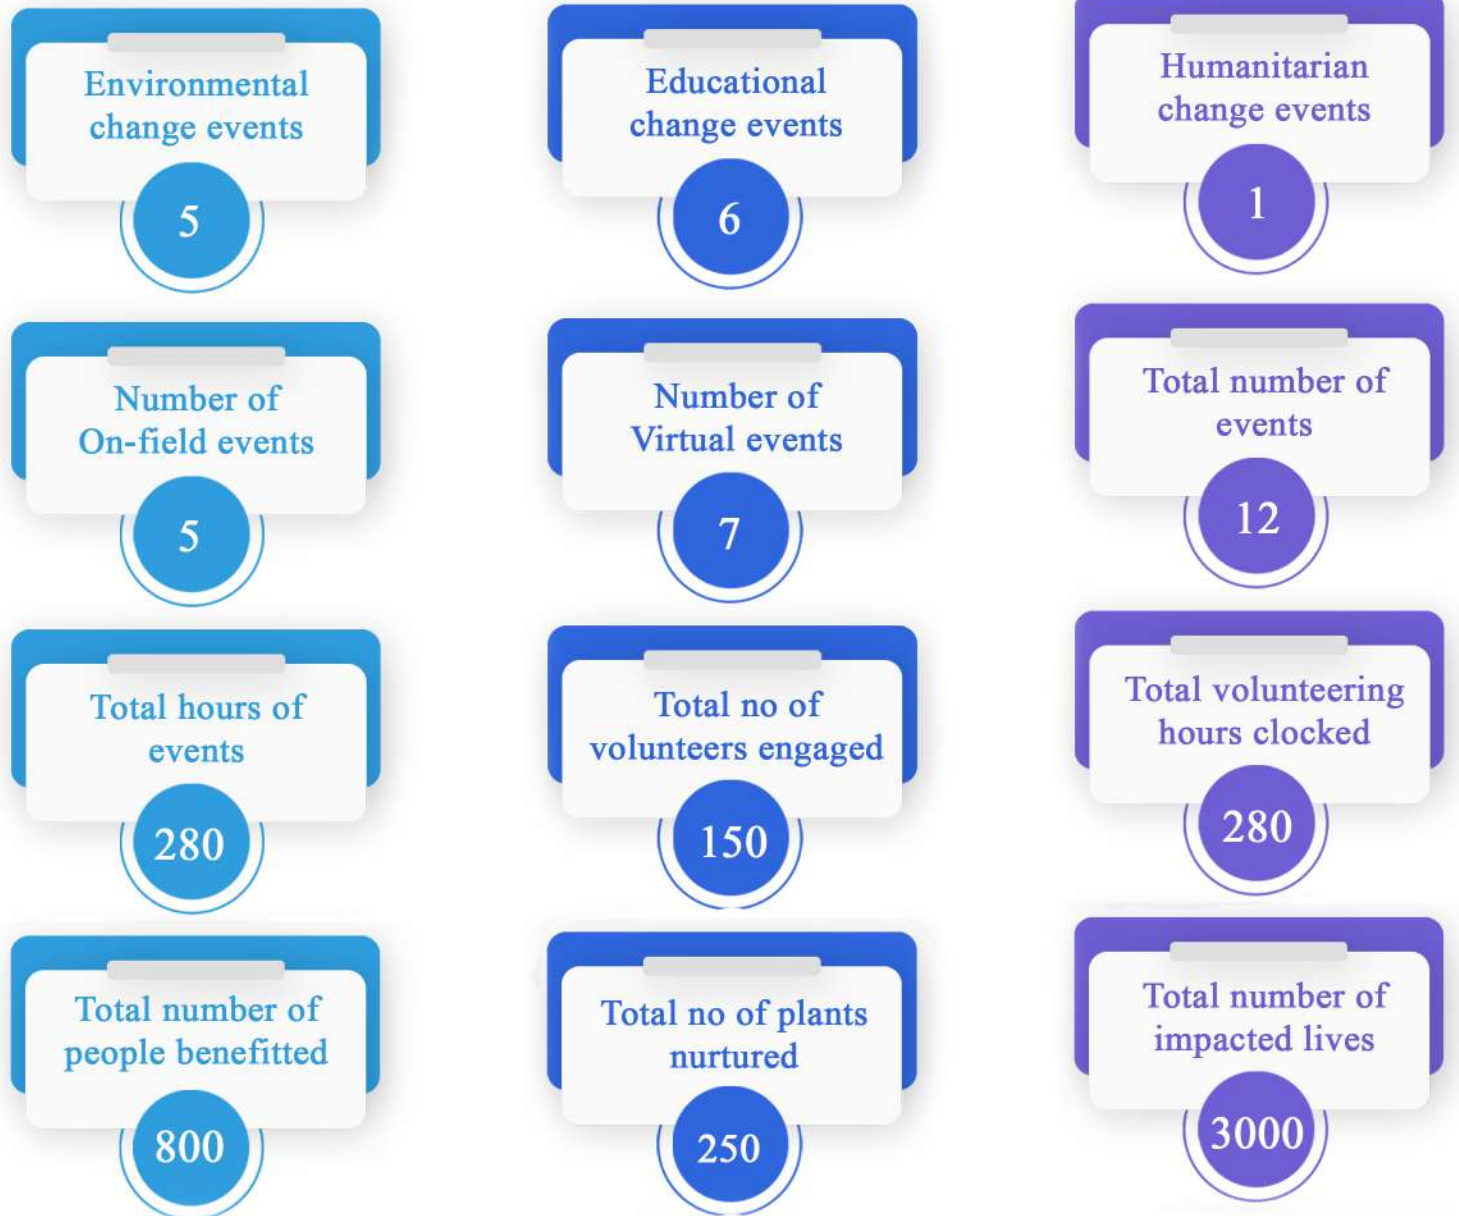 Environmental
change events
5
Educational
change events
6
Humanitarian
change events
1
Number of
On-field events
5
Number of
Virtual events
7
Total number of
events
12
Total hours of
events
280
Total no of
volunteers engaged
150
Total volunteering
hours clocked
280
Total number of
people benefitted
800
Total no of plants
nurtured
250
Total number of
impacted lives
3000